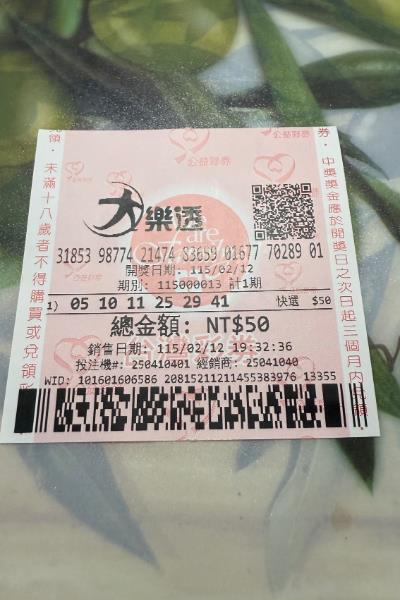 公益彩券
大樂透
31853 98774 21474 83659 01677 70289 01
開獎日期: 115/02/12
期別: 115000013 計1期
1) 05 10 11 25 29 41 快選 $50
總金額: NT$50
銷售日期: 115/02/12 19:32:36
投注機#: 250410401 經銷商: 25041040
WID: 101601606586 20815211211455383976 13355
未滿十八歲者不得購買或兌領
券。中獎獎金應於開獎日之次日起三個月內